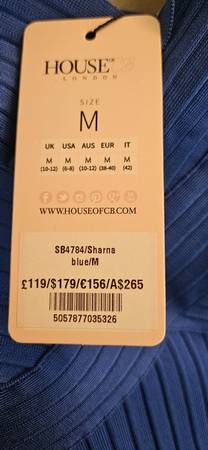 HOUSE OF CB
LONDON
SIZE
M
UK USA AUS EUR IT
M M M M M
(10-12) (6-8) (10-12) (38-40) (42)
WWW.HOUSEOFCB.COM
SB4784/Sharna
blue/M
£119/$179/€156/A$265
5057877035326